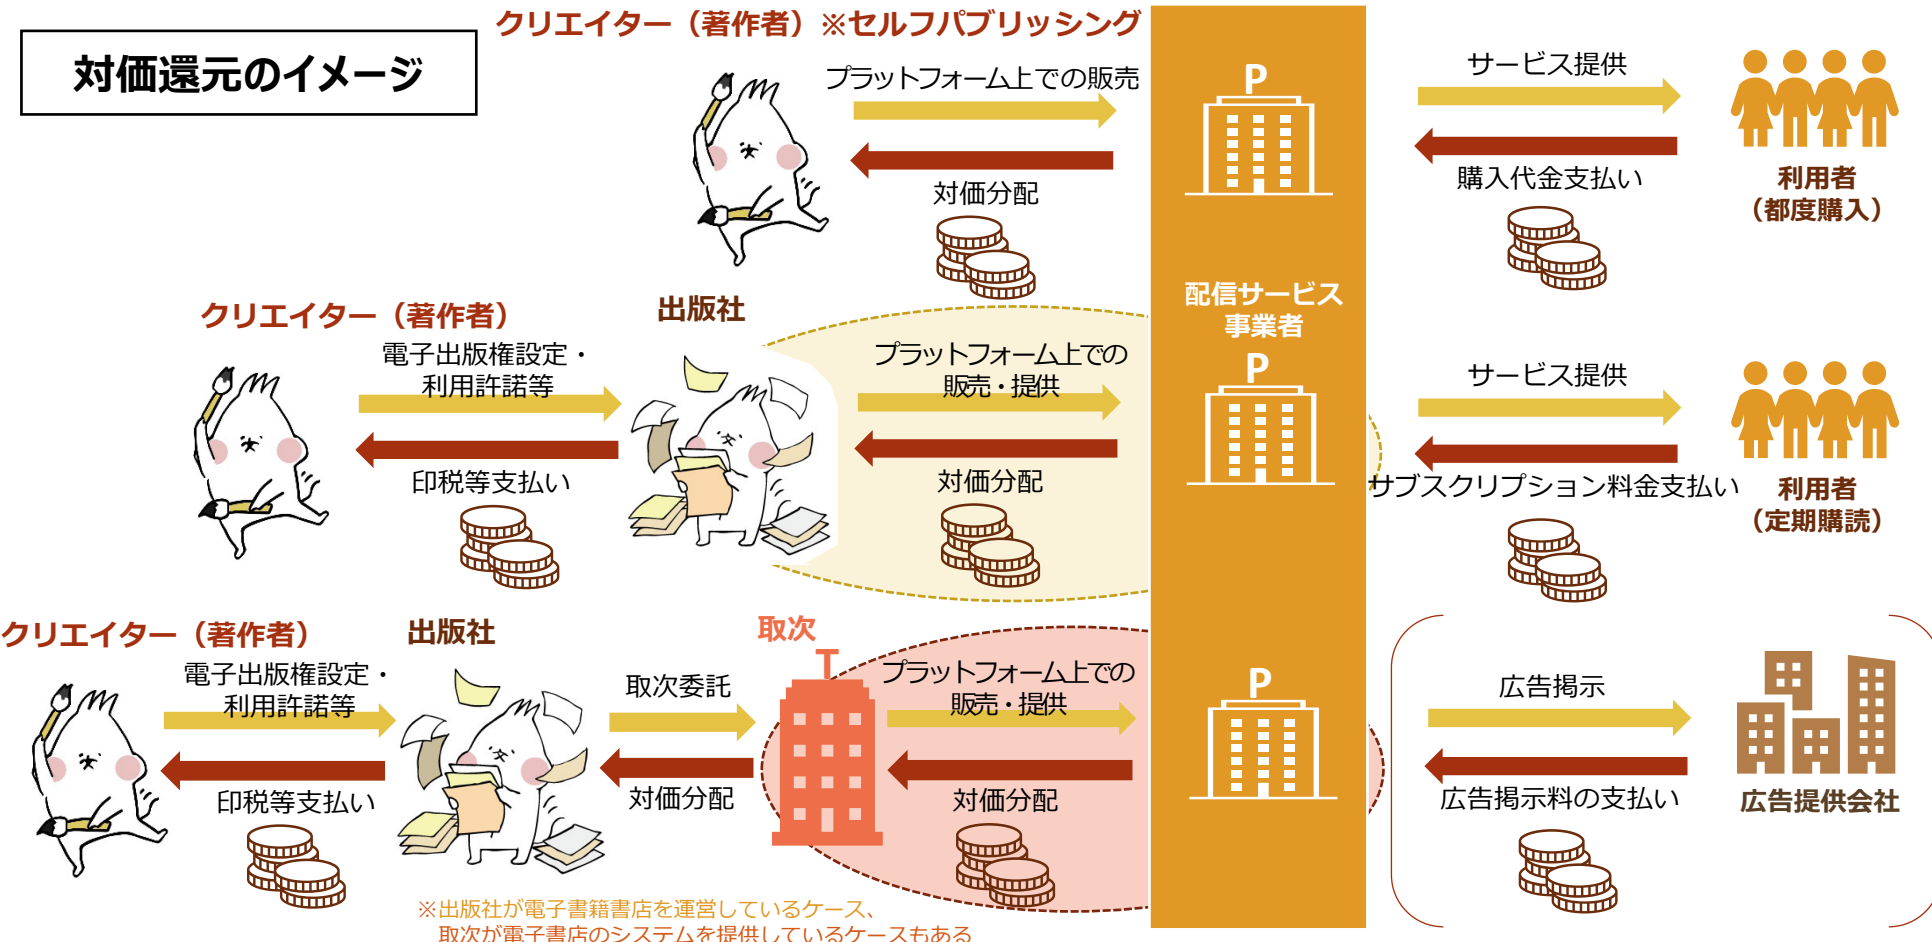 対価還元のイメージ
クリエイター（著作者）※セルフパブリッシング
プラットフォーム上での販売
対価分配
P
サービス提供
購入代金支払い
利用者
（都度購入）
配信サービス
事業者
クリエイター（著作者）
電子出版権設定・
利用許諾等
印税等支払い
出版社
プラットフォーム上での
販売・提供
対価分配
P
サービス提供
サブスクリプション料金支払い
利用者
（定期購読）
クリエイター（著作者）
電子出版権設定・
利用許諾等
印税等支払い
出版社
取次委託
対価分配
取次
T
プラットフォーム上での
販売・提供
対価分配
P
広告掲示
広告掲示料の支払い
広告提供会社
※出版社が電子書籍書店を運営しているケース、
取次が電子書店のシステムを提供しているケースもある